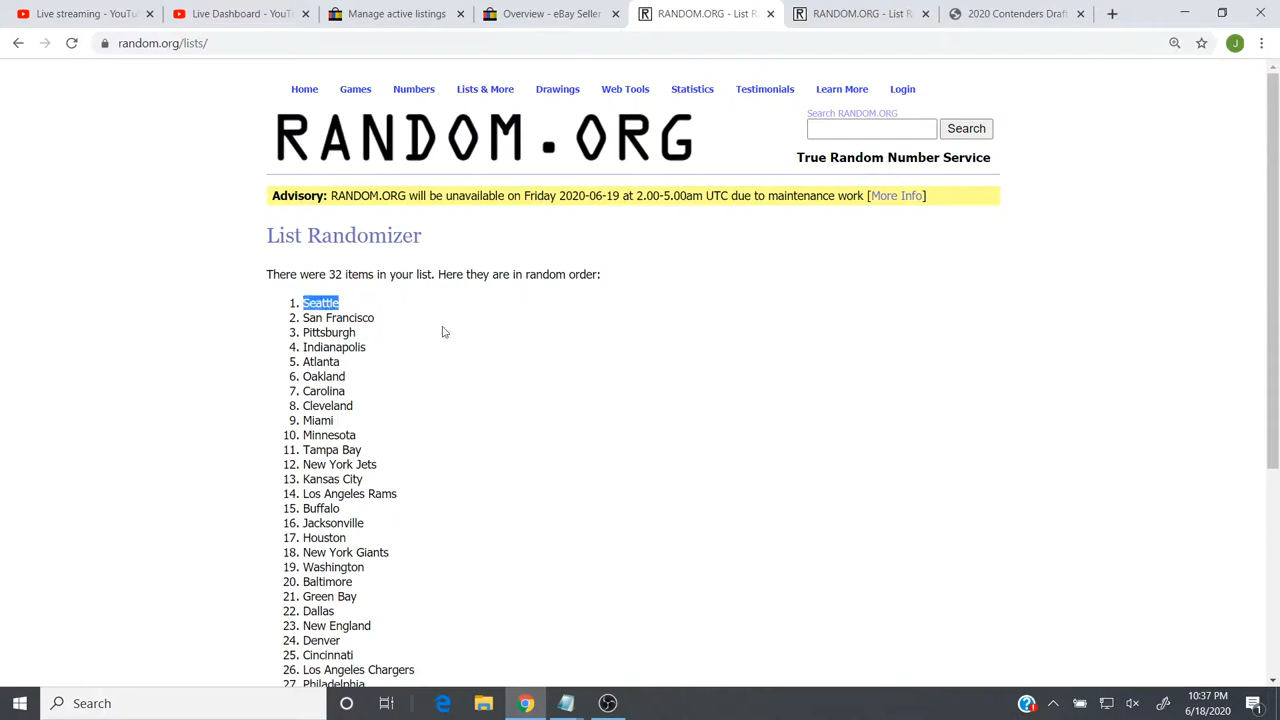 streaming - YouTu
Live Dashboard - YouT
Manage active listings
Overview - eBay Seller
RANDOM.ORG - List R
RANDOM.ORG - List R
2020 Contenders Draft
random.org/lists/
J
Home Games Numbers Lists & More Drawings Web Tools Statistics Testimonials Learn More Login
Search RANDOM.ORG
RANDOM.ORG
Search
True Random Number Service
Advisory: RANDOM.ORG will be unavailable on Friday 2020-06-19 at 2.00-5.00am UTC due to maintenance work [More Info]
List Randomizer
There were 32 items in your list. Here they are in random order:
1. Seattle
2. San Francisco
3. Pittsburgh
4. Indianapolis
5. Atlanta
6. Oakland
7. Carolina
8. Cleveland
9. Miami
10. Minnesota
11. Tampa Bay
12. New York Jets
13. Kansas City
14. Los Angeles Rams
15. Buffalo
16. Jacksonville
17. Houston
18. New York Giants
19. Washington
20. Baltimore
21. Green Bay
22. Dallas
23. New England
24. Denver
25. Cincinnati
26. Los Angeles Chargers
27. Philadelphia
Search
10:37 PM
6/18/2020